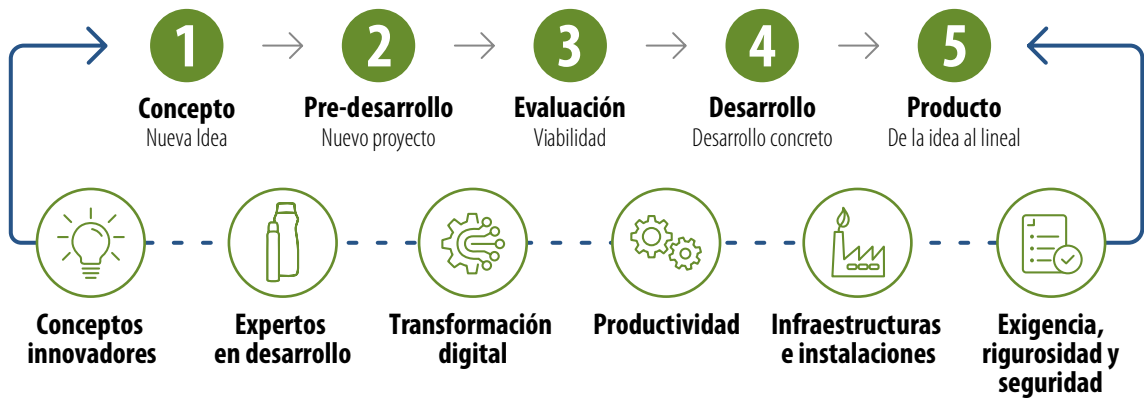 1
2
3
4
5
Concepto
Pre-desarrollo
Evaluación
Desarrollo
Producto
Nueva Idea
Nuevo proyecto
Viabilidad
Desarrollo concreto
De la idea al lineal
Conceptos
innovadores
Expertos
en desarrollo
Transformación
digital
Productividad
Infraestructuras
e instalaciones
Exigencia,
rigurosidad y
seguridad